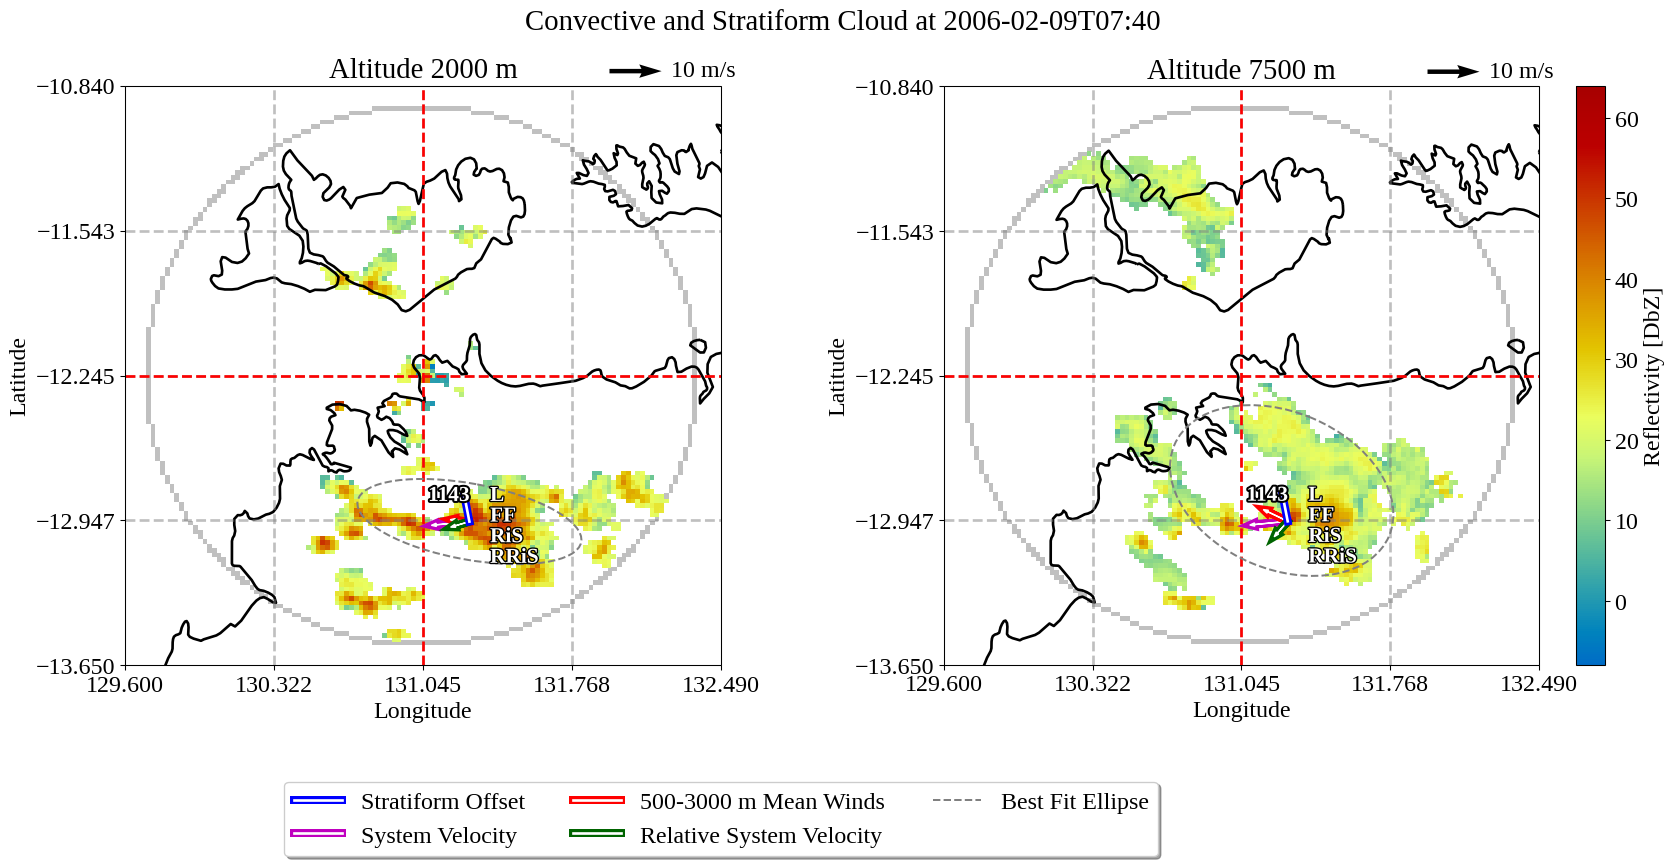 Convective and Stratiform Cloud at 2006-02-09T07:40
Altitude 2000 m
10 m/s
−10.840
−11.543
−12.245
−12.947
−13.650
Latitude
1143
L
FF
RiS
RRiS
129.600
130.322
131.045
131.768
132.490
Longitude
Altitude 7500 m
10 m/s
−10.840
−11.543
−12.245
−12.947
−13.650
Latitude
1143
L
FF
RiS
RRiS
129.600
130.322
131.045
131.768
132.490
Longitude
60
50
40
30
20
10
0
Reflectivity [DbZ]
Stratiform Offset
System Velocity
500-3000 m Mean Winds
Relative System Velocity
Best Fit Ellipse